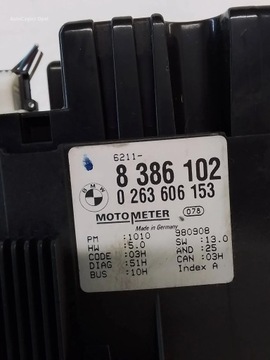 6211-
8 386 102
0 263 606 153
BMW
MOTOMETER 078
Made in Germany
PM :1010 980908
HW :5.0 SW :13.0
CODE :03H AND :25
DIAG :51H CAN :03H
BUS :10H Index A